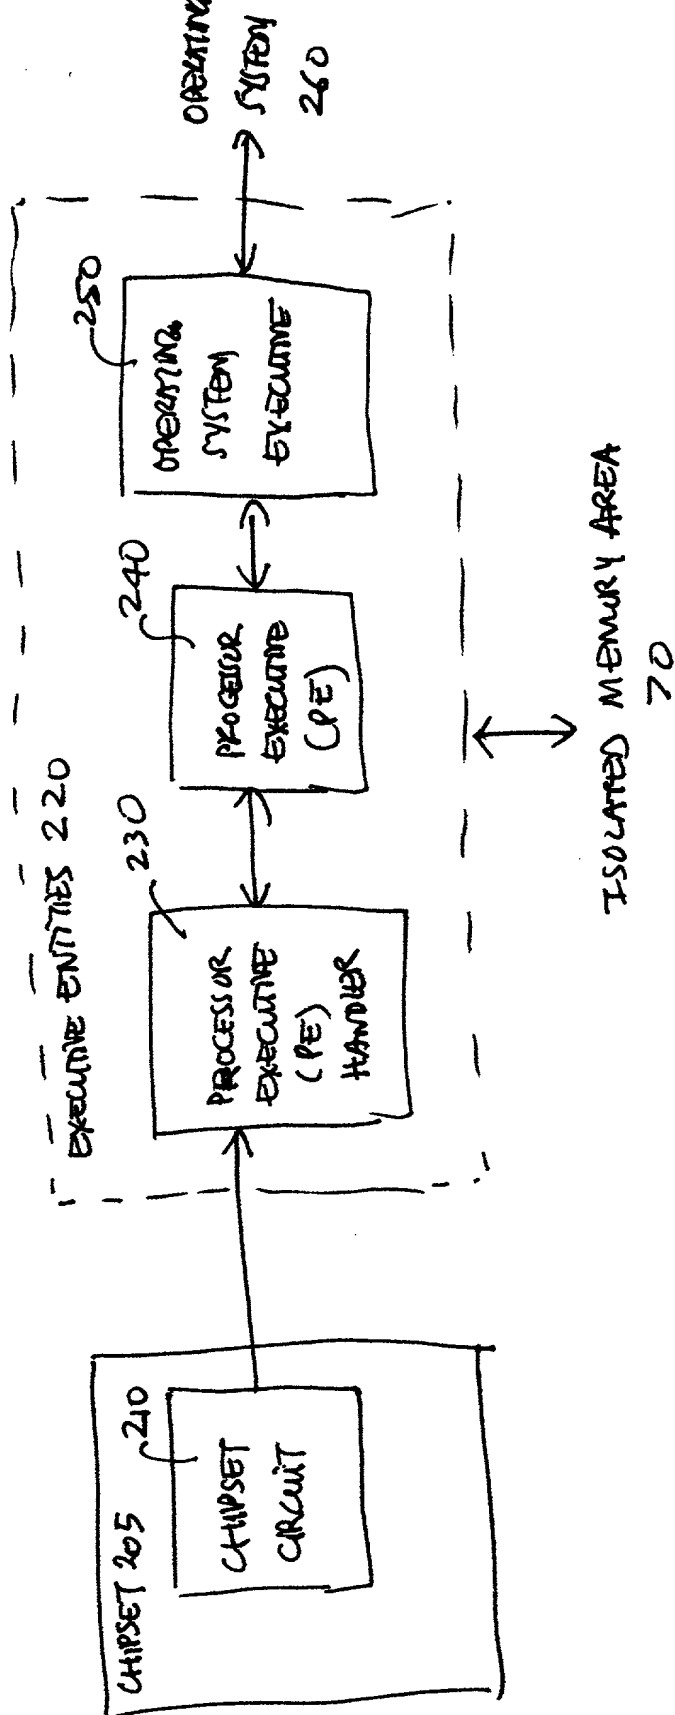 CHIPSET 205
210
CHIPSET
CIRCUIT
EXECUTIVE ENTITIES 220
230
PROCESSOR
EXECUTIVE
(PE)
HANDLER
240
PROCESSOR
EXECUTIVE
(PE)
250
OPERATING
SYSTEM
EXECUTIVE
OPERATING
SYSTEM
260
ISOLATED MEMORY AREA
70